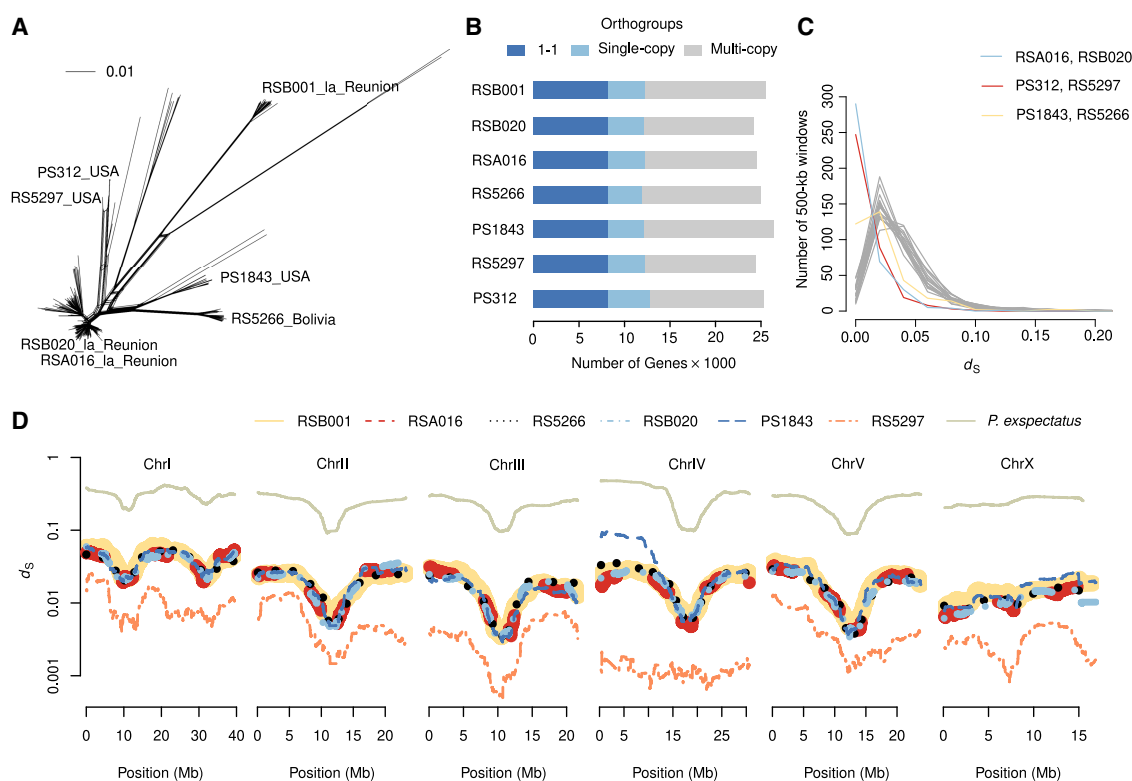 A
0.01
RSB001_la_Reunion
PS312_USA
RS5297_USA
PS1843_USA
RS5266_Bolivia
RSB020_la_Reunion
RSA016_la_Reunion
B
Orthogroups
1-1 Single-copy Multi-copy
RSB001
RSB020
RSA016
RS5266
PS1843
RS5297
PS312
0 5 10 15 20 25
Number of Genes × 1000
C
RSA016, RSB020
PS312, RS5297
PS1843, RS5266
Number of 500-kb windows
300
250
200
150
100
50
0
0.00 0.05 0.10 0.15 0.20
dS
D
RSB001 RSA016 RS5266 RSB020 PS1843 RS5297 P. exspectatus
ChrI ChrII ChrIII ChrIV ChrV ChrX
dS
1
0.1
0.01
0.001
0 10 20 30 40
0 5 10 15 20
0 5 10 15 20
0 5 10 20 30
0 5 10 15 20
0 5 10 15
Position (Mb) Position (Mb) Position (Mb) Position (Mb) Position (Mb) Position (Mb)